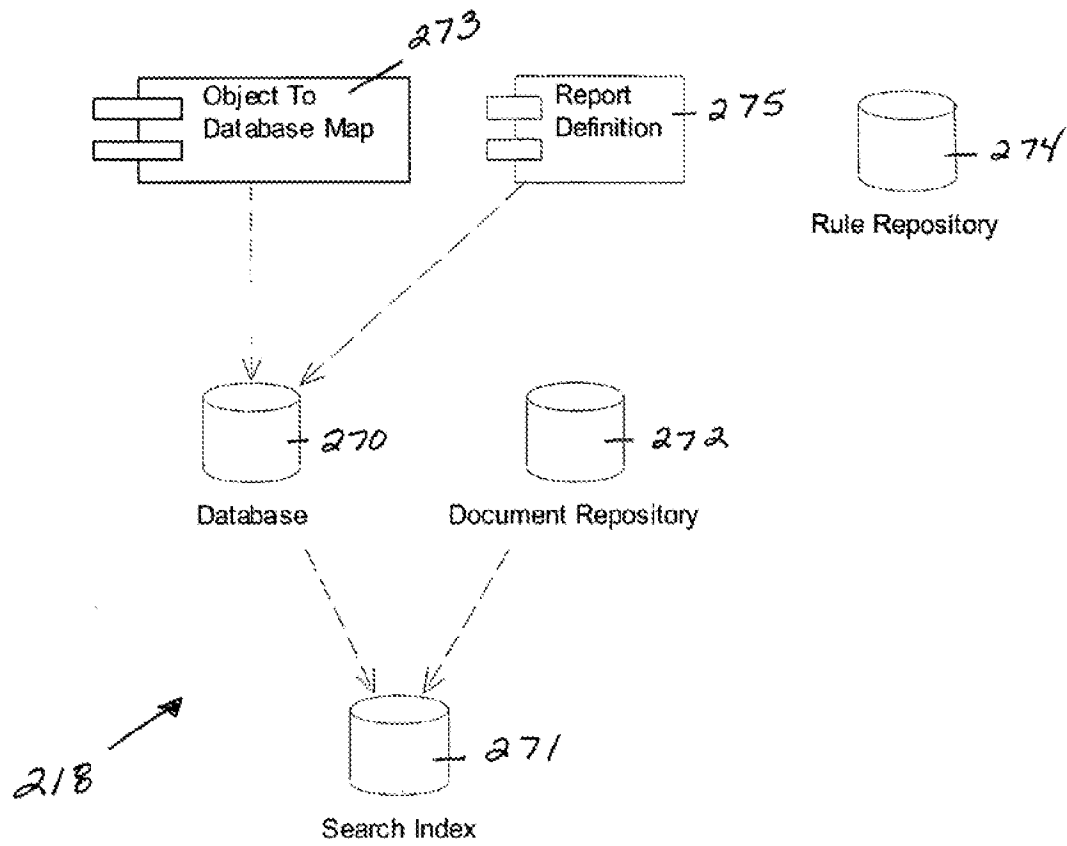 273
Object To
Database Map
Report
Definition
275
274
Rule Repository
270
272
Database
Document Repository
271
218
Search Index